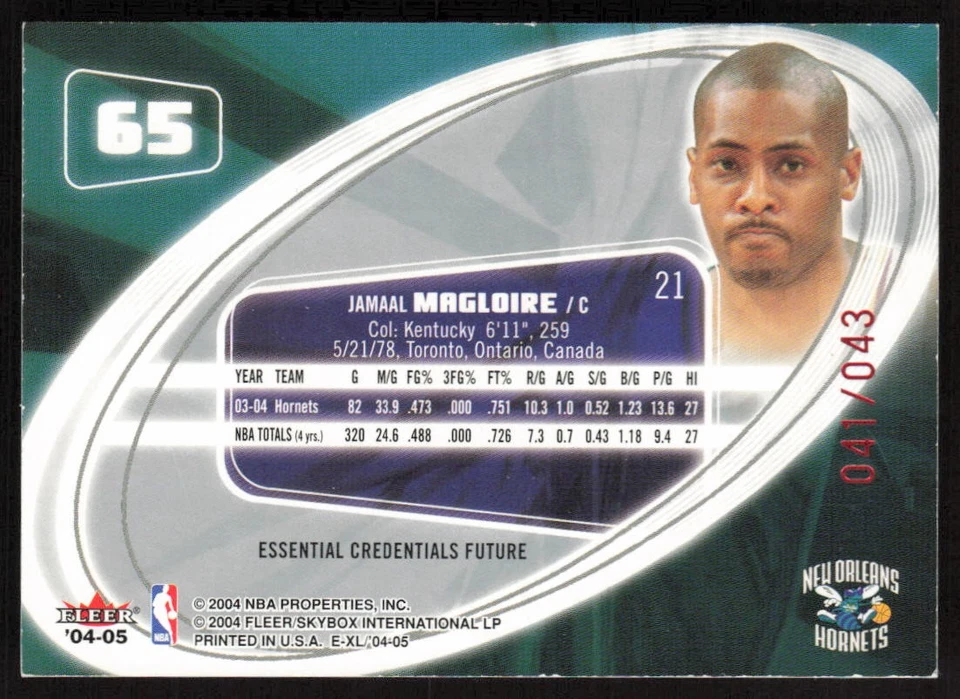 65
21
JAMAAL MAGLOIRE / C
Col: Kentucky 6'11", 259
5/21/78, Toronto, Ontario, Canada
YEAR TEAM G M/G FG% 3FG% FT% R/G A/G S/G B/G P/G HI
03-04 Hornets 82 33.9 .473 .000 .751 10.3 1.0 0.52 1.23 13.6 27
NBA TOTALS (4 yrs.) 320 24.6 .488 .000 .726 7.3 0.7 0.43 1.18 9.4 27
041/043
ESSENTIAL CREDENTIALS FUTURE
FLEER®
'04-05
NBA
© 2004 NBA PROPERTIES, INC.
© 2004 FLEER/SKYBOX INTERNATIONAL LP
PRINTED IN U.S.A. E-XL/'04-05
NEW ORLEANS
HORNETS